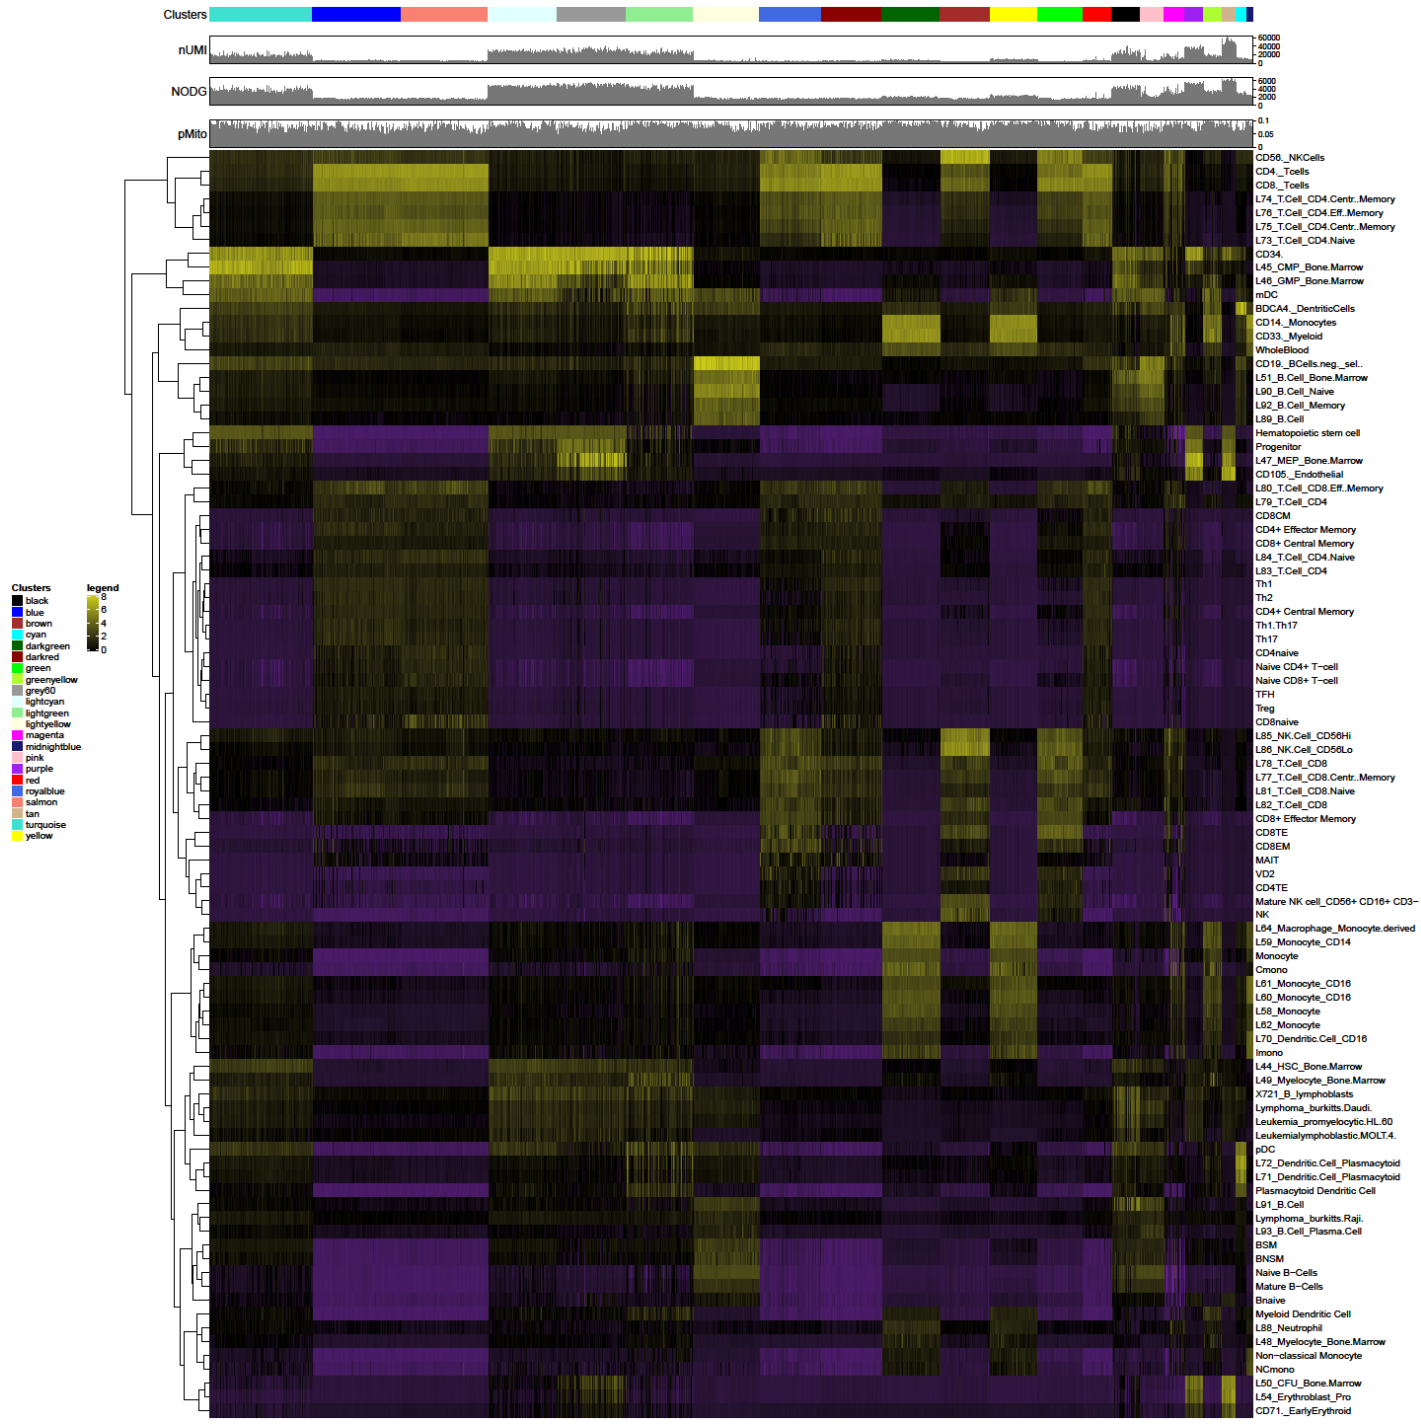 Clusters
nUMI
60000
40000
20000
0
NODG
6000
4000
2000
0
pMito
0.1
0.05
0
CD56._NKCells
CD4._Tcells
CD8._Tcells
L74_T.Cell_CD4.Centr..Memory
L76_T.Cell_CD4.Eff..Memory
L75_T.Cell_CD4.Centr..Memory
L73_T.Cell_CD4.Naive
CD34.
L45_CMP_Bone.Marrow
L46_GMP_Bone.Marrow
mDC
BDCA4._DentriticCells
CD14._Monocytes
CD33._Myeloid
WholeBlood
CD19._BCells.neg._sel..
L51_B.Cell_Bone.Marrow
L90_B.Cell_Naive
L92_B.Cell_Memory
L89_B.Cell
Hematopoietic stem cell
Progenitor
L47_MEP_Bone.Marrow
CD105._Endothelial
L80_T.Cell_CD8.Eff..Memory
L79_T.Cell_CD4
CD8CM
CD4+ Effector Memory
CD8+ Central Memory
L84_T.Cell_CD4.Naive
L83_T.Cell_CD4
Th1
Th2
CD4+ Central Memory
Th1.Th17
Th17
CD4naive
Naive CD4+ T-cell
Naive CD8+ T-cell
TFH
Treg
CD8naive
L85_NK.Cell_CD56Hi
L86_NK.Cell_CD56Lo
L78_T.Cell_CD8
L77_T.Cell_CD8.Centr..Memory
L81_T.Cell_CD8.Naive
L82_T.Cell_CD8
CD8+ Effector Memory
CD8TE
CD8EM
MAIT
VD2
CD4TE
Mature NK cell_CD56+ CD16+ CD3-
NK
L64_Macrophage_Monocyte.derived
L59_Monocyte_CD14
Monocyte
Cmono
L61_Monocyte_CD16
L60_Monocyte_CD16
L58_Monocyte
L62_Monocyte
L70_Dendritic.Cell_CD16
Imono
L44_HSC_Bone.Marrow
L49_Myelocyte_Bone.Marrow
X721_B_lymphoblasts
Lymphoma_burkitts.Daudi.
Leukemia_promyelocytic.HL.60
Leukemialymphoblastic.MOLT.4.
pDC
L72_Dendritic.Cell_Plasmacytoid
L71_Dendritic.Cell_Plasmacytoid
Plasmacytoid Dendritic Cell
L91_B.Cell
Lymphoma_burkitts.Raji.
L93_B.Cell_Plasma.Cell
BSM
BNSM
Naive B-Cells
Mature B-Cells
Bnaive
Myeloid Dendritic Cell
L88_Neutrophil
L48_Myelocyte_Bone.Marrow
Non-classical Monocyte
NCmono
L50_CFU_Bone.Marrow
L54_Erythroblast_Pro
CD71._EarlyErythroid
Clusters
black
blue
brown
cyan
darkgreen
darkred
green
greenyellow
grey60
lightcyan
lightgreen
lightyellow
magenta
midnightblue
pink
purple
red
royalblue
salmon
tan
turquoise
yellow
legend
8
6
4
2
0